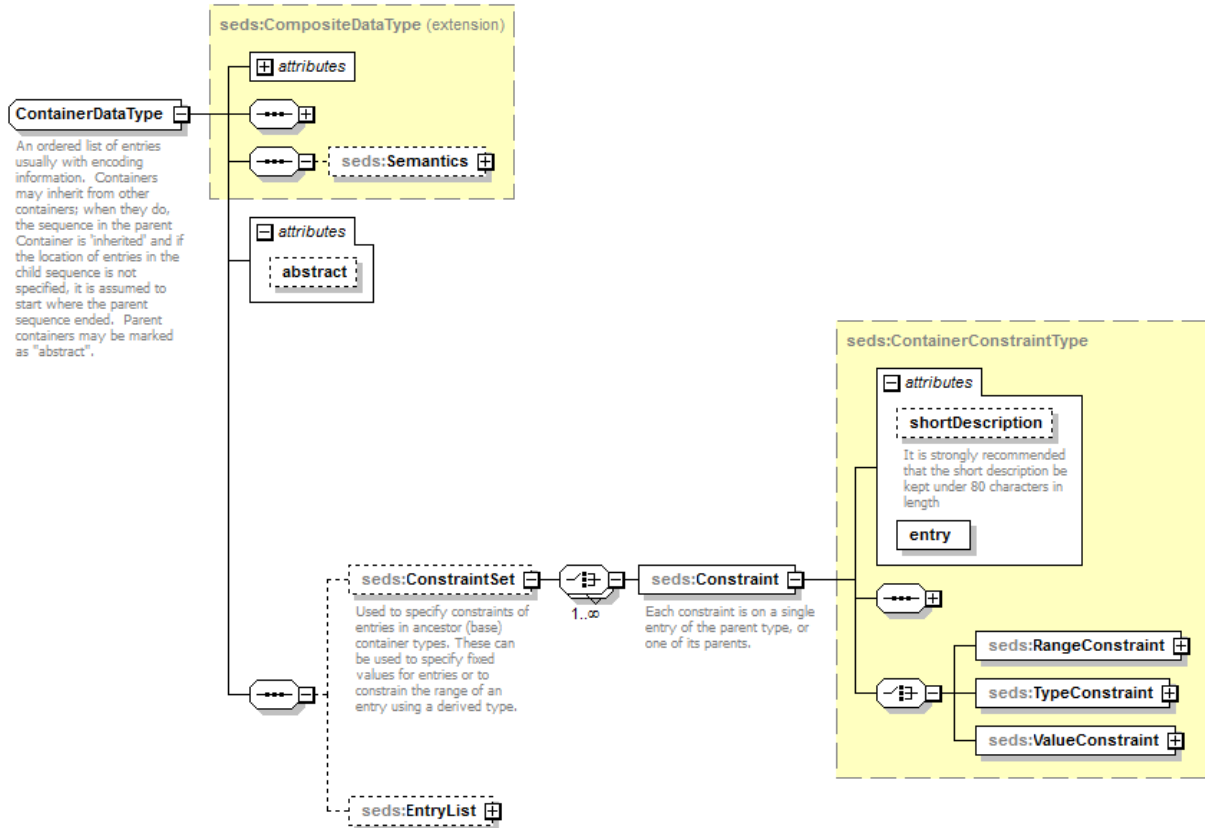 seds:CompositeDataType (extension)
attributes
ContainerDataType
An ordered list of entries
usually with encoding
information. Containers
may inherit from other
containers; when they do,
the sequence in the parent
Container is 'inherited' and if
the location of entries in the
child sequence is not
specified, it is assumed to
start where the parent
sequence ended. Parent
containers may be marked
as "abstract".
seds:Semantics
attributes
abstract
seds:ContainerConstraintType
attributes
shortDescription
It is strongly recommended
that the short description be
kept under 80 characters in
length
entry
seds:ConstraintSet
Used to specify constraints of
entries in ancestor (base)
container types. These can
be used to specify fixed
values for entries or to
constrain the range of an
entry using a derived type.
1..∞
seds:Constraint
Each constraint is on a single
entry of the parent type, or
one of its parents.
seds:RangeConstraint
seds:TypeConstraint
seds:ValueConstraint
seds:EntryList